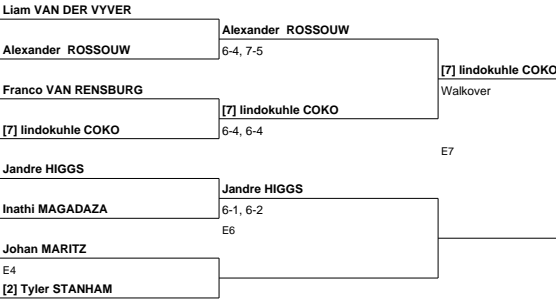 Liam VAN DER VYVER
Alexander ROSSOUW
Alexander ROSSOUW
6-4, 7-5
[7] lindokuhle COKO
Franco VAN RENSBURG
Walkover
[7] lindokuhle COKO
[7] lindokuhle COKO
6-4, 6-4
E7
Jandre HIGGS
Jandre HIGGS
Inathi MAGADAZA
6-1, 6-2
E6
Johan MARITZ
E4
[2] Tyler STANHAM